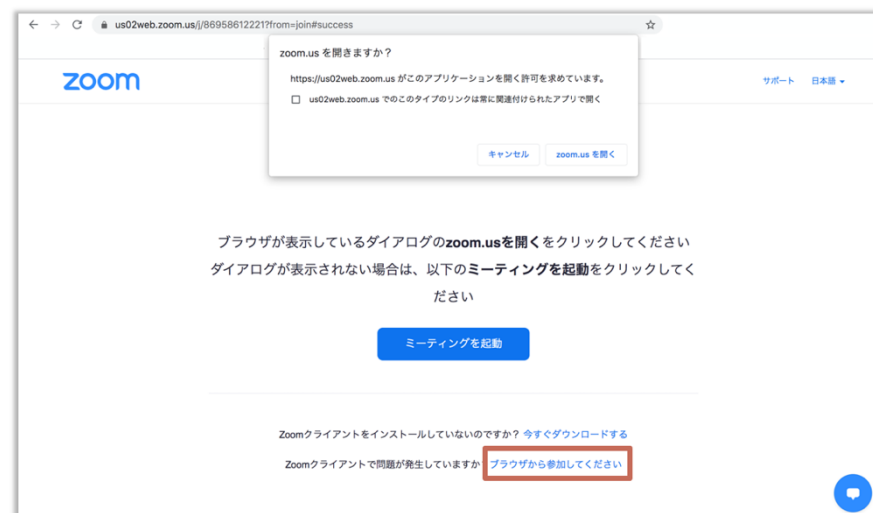 us02web.zoom.us/j/86958612221?from=join#success
zoom.us を開きますか？
https://us02web.zoom.us がこのアプリケーションを開く許可を求めています。
us02web.zoom.us でのこのタイプのリンクは常に関連付けられたアプリで開く
キャンセル
zoom.us を開く
zoom
サポート
日本語
ブラウザが表示しているダイアログのzoom.usを開くをクリックしてください
ダイアログが表示されない場合は、以下のミーティングを起動をクリックしてく
ださい
ミーティングを起動
Zoomクライアントをインストールしていないのですか？ 今すぐダウンロードする
Zoomクライアントで問題が発生していますか ブラウザから参加してください